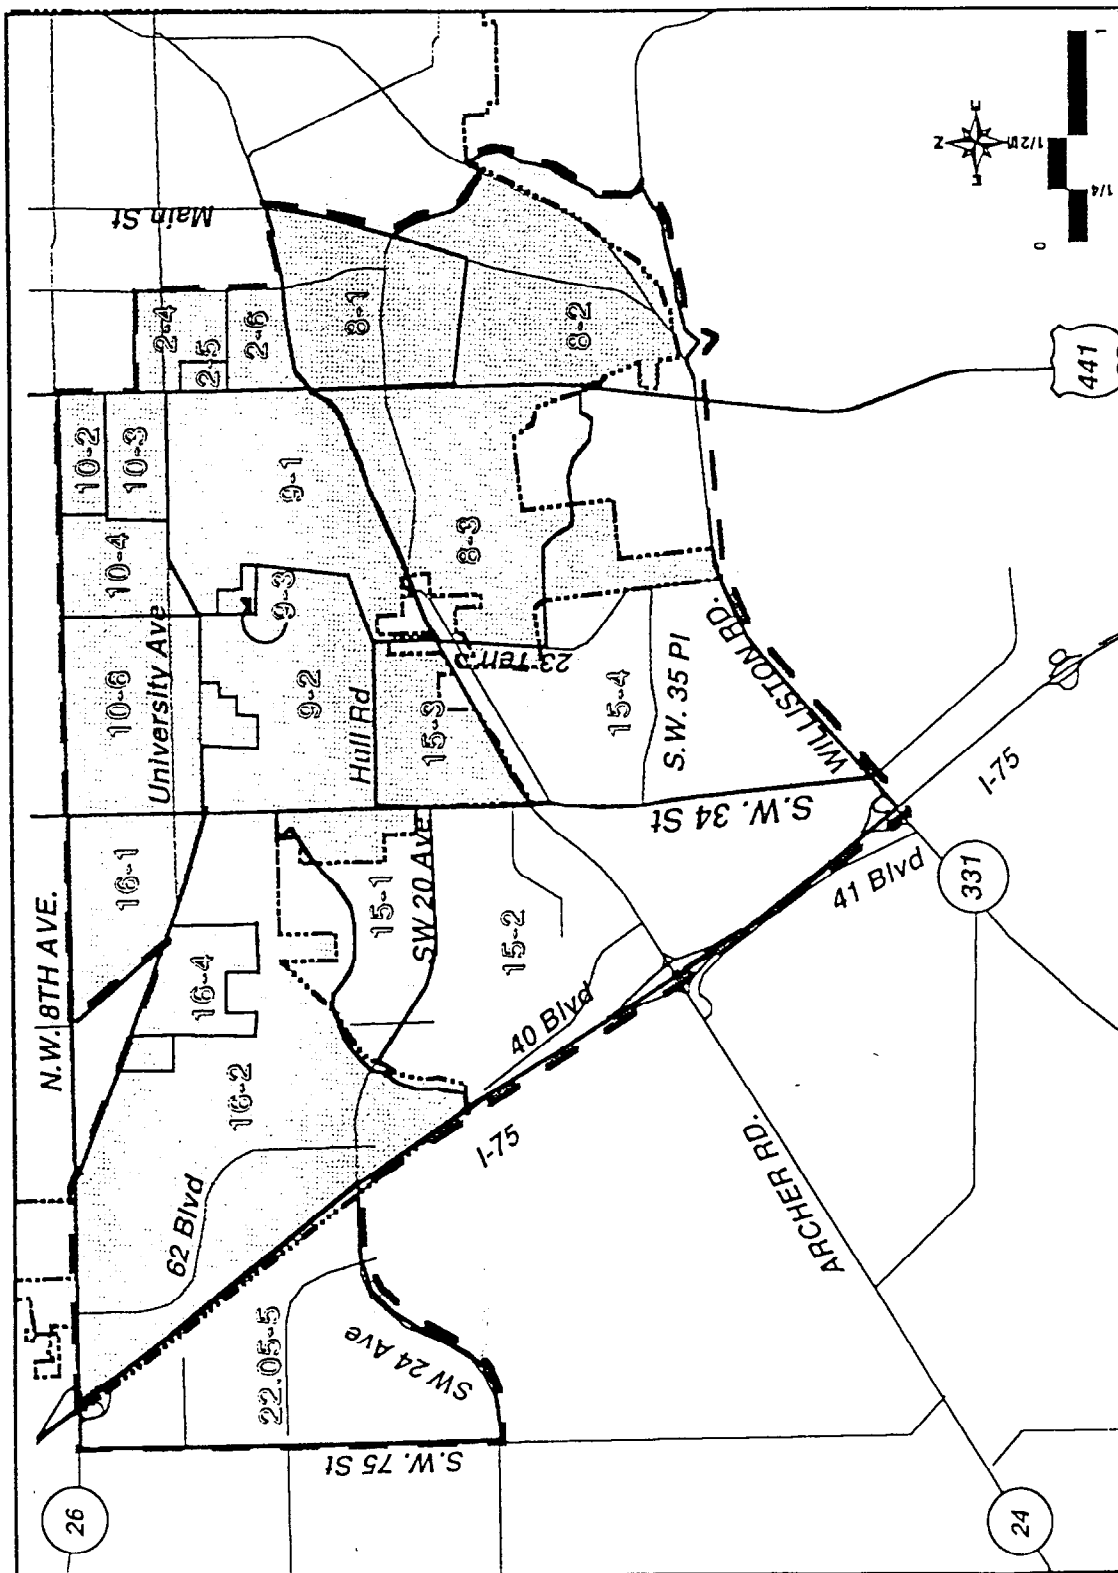 Main St
2-4
2-5
2-6
8-1
8-2
10-2
10-3
9-1
10-4
8-3
9-3
University Ave
10-6
9-2
Hull Rd
15-3
15-4
S.W. 35 Pl
WILLISTON RD.
S.W. 34 St
I-75
16-1
15-1
SW 20 Ave
15-2
41 Blvd
331
N.W. 8TH AVE.
16-4
16-2
40 Blvd
I-75
62 Blvd
ARCHER RD.
22.05-5
SW 24 Ave
S.W. 75 St
26
24
441
N
0
1/4
1/2
1